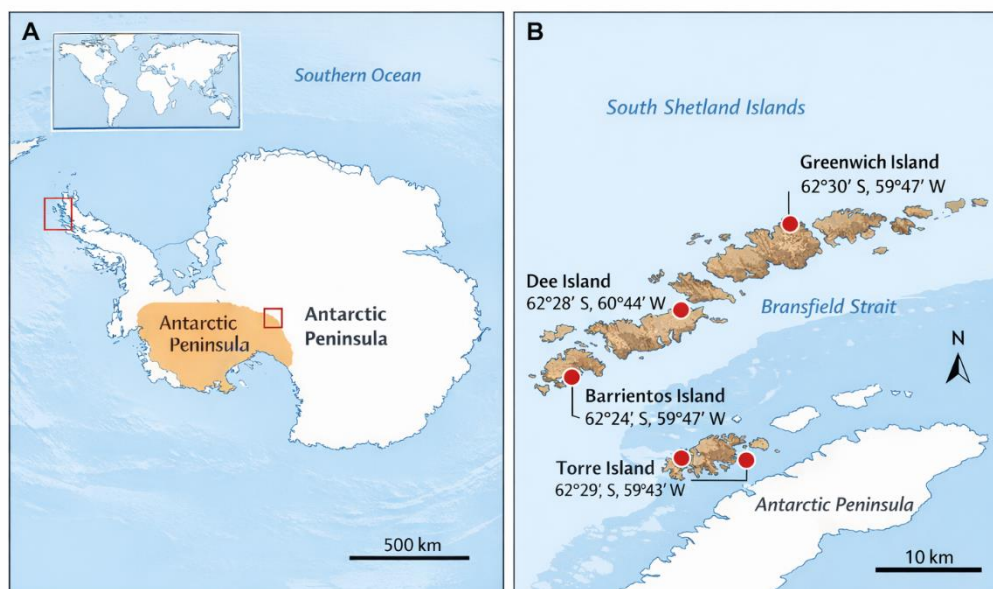 A
Southern Ocean
Antarctic
Peninsula
Antarctic
Peninsula
500 km
B
South Shetland Islands
Greenwich Island
62°30′ S, 59°47′ W
Dee Island
62°28′ S, 60°44′ W
Bransfield Strait
N
Barrientos Island
62°24′, S, 59°47′ W
Torre Island
62°29′, S, 59°43′ W
Antarctic Peninsula
10 km